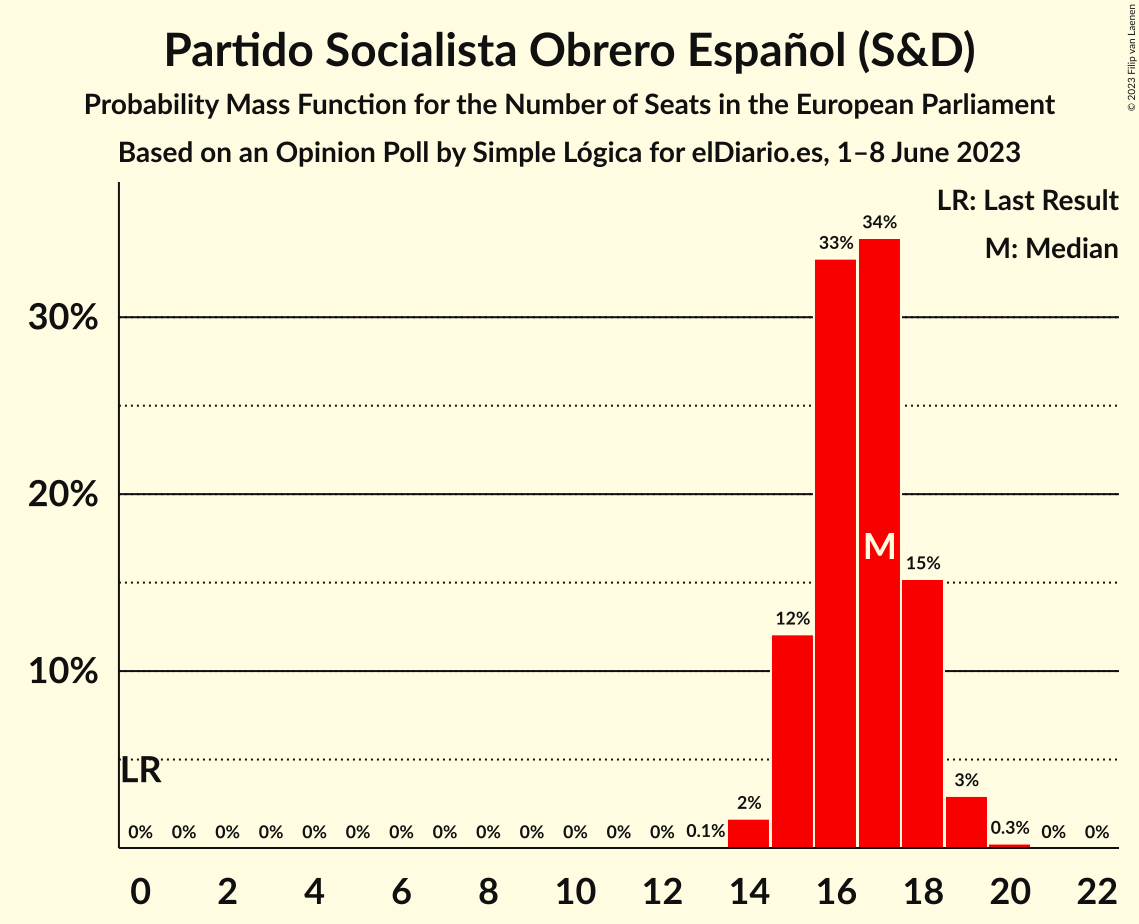 Partido Socialista Obrero Español (S&D)
Probability Mass Function for the Number of Seats in the European Parliament
Based on an Opinion Poll by Simple Lógica for elDiario.es, 1–8 June 2023
© 2023 Filip van Laenen
LR: Last Result
M: Median
30%
20%
10%
34%
33%
M
15%
12%
LR
3%
2%
0% 0% 0% 0% 0% 0% 0% 0% 0% 0% 0% 0% 0% 0.1% 0.3% 0% 0%
0 2 4 6 8 10 12 14 16 18 20 22